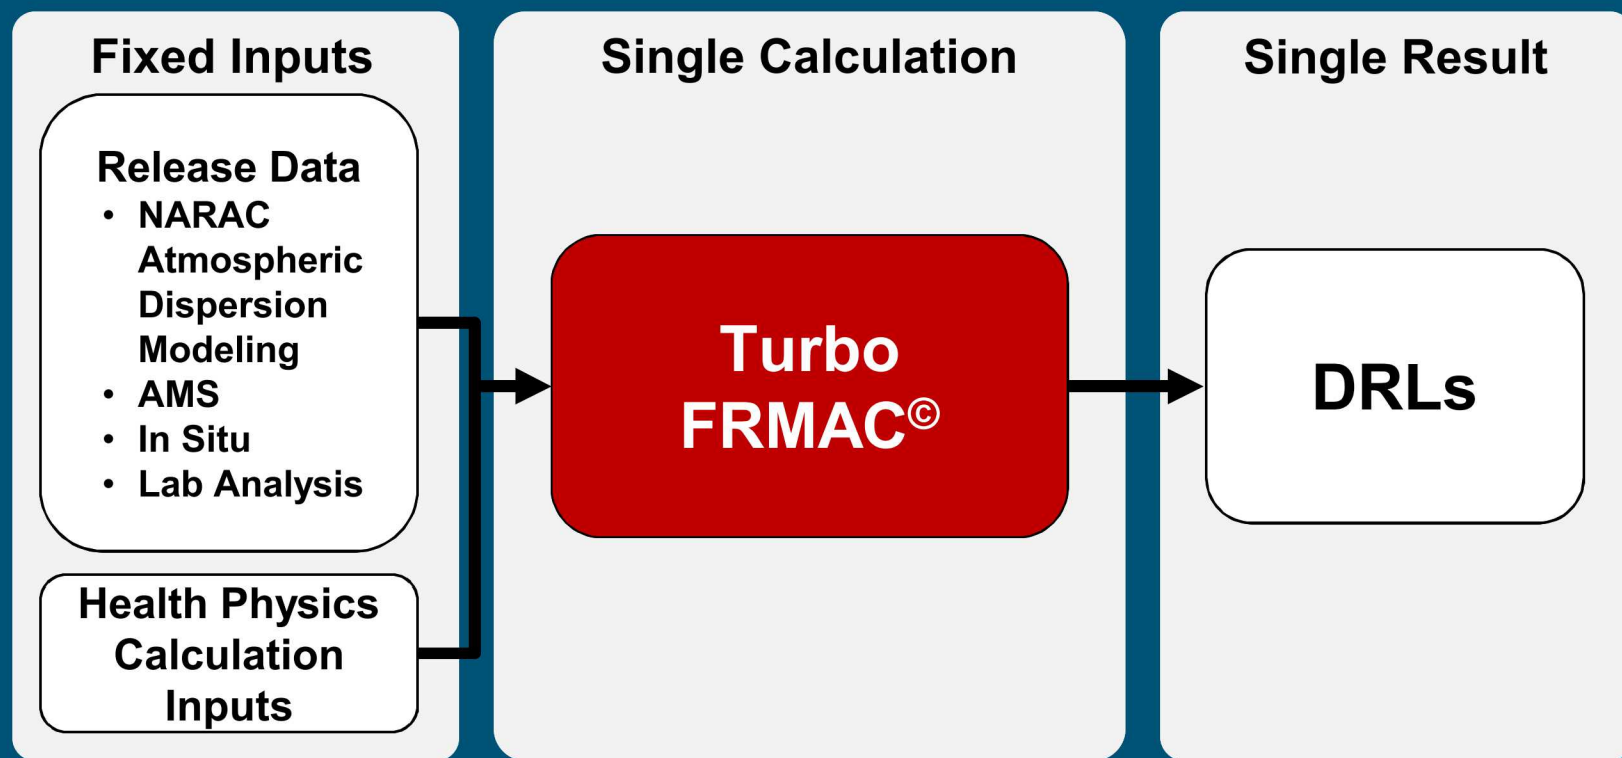 Fixed Inputs
Release Data
• NARAC
Atmospheric
Dispersion
Modeling
• AMS
• In Situ
• Lab Analysis
Health Physics
Calculation
Inputs
Single Calculation
Turbo
FRMAC©
Single Result
DRLs